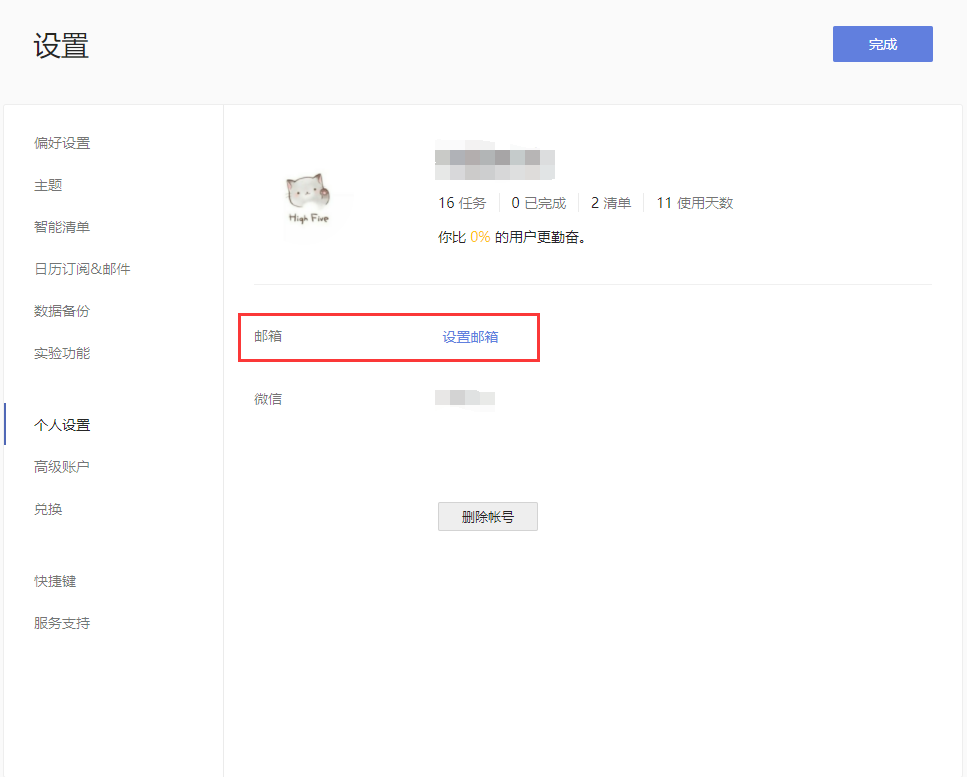 设置
完成
偏好设置
主题
智能清单
日历订阅&邮件
数据备份
实验功能
个人设置
高级账户
兑换
快捷键
服务支持
High Five
16 任务 0 已完成 2 清单 11 使用天数
你比 0% 的用户更勤奋。
邮箱 设置邮箱
微信
删除帐号